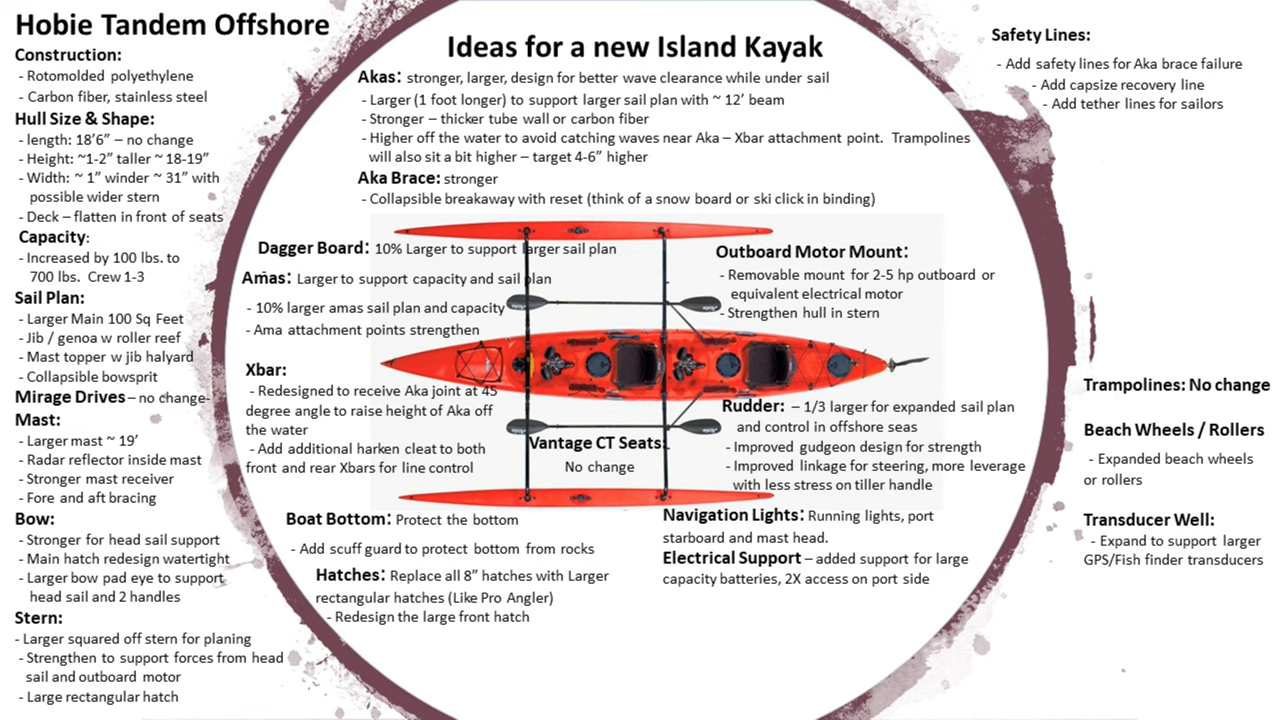 Hobie Tandem Offshore
Construction:
- Rotomolded polyethylene
- Carbon fiber, stainless steel
Hull Size & Shape:
- length: 18’6” – no change
- Height: ~1-2” taller ~ 18-19”
- Width: ~ 1” winder ~ 31” with
possible wider stern
- Deck – flatten in front of seats
Capacity:
- Increased by 100 lbs. to
700 lbs. Crew 1-3
Sail Plan:
- Larger Main 100 Sq Feet
- Jib / genoa w roller reef
- Mast topper w jib halyard
- Collapsible bowsprit
Mirage Drives – no change-
Mast:
- Larger mast ~ 19’
- Radar reflector inside mast
- Stronger mast receiver
- Fore and aft bracing
Bow:
- Stronger for head sail support
- Main hatch redesign watertight
- Larger bow pad eye to support
head sail and 2 handles
Stern:
- Larger squared off stern for planing
- Strengthen to support forces from head
sail and outboard motor
- Large rectangular hatch
Ideas for a new Island Kayak
Akas: stronger, larger, design for better wave clearance while under sail
- Larger (1 foot longer) to support larger sail plan with ~ 12’ beam
- Stronger – thicker tube wall or carbon fiber
- Higher off the water to avoid catching waves near Aka – Xbar attachment point. Trampolines
will also sit a bit higher – target 4-6” higher
Aka Brace: stronger
- Collapsible breakaway with reset (think of a snow board or ski click in binding)
Dagger Board: 10% Larger to support larger sail plan
Amas: Larger to support capacity and sail plan
- 10% larger amas sail plan and capacity
- Ama attachment points strengthen
Xbar:
- Redesigned to receive Aka joint at 45
degree angle to raise height of Aka off
the water
- Add additional harken cleat to both
front and rear Xbars for line control
Outboard Motor Mount:
- Removable mount for 2-5 hp outboard or
equivalent electrical motor
- Strengthen hull in stern
Rudder: – 1/3 larger for expanded sail plan
and control in offshore seas
- Improved gudgeon design for strength
- Improved linkage for steering, more leverage
with less stress on tiller handle
Vantage CT Seats:
No change
Boat Bottom: Protect the bottom
- Add scuff guard to protect bottom from rocks
Hatches: Replace all 8” hatches with Larger
rectangular hatches (Like Pro Angler)
- Redesign the large front hatch
Navigation Lights: Running lights, port
starboard and mast head.
Electrical Support – added support for large
capacity batteries, 2X access on port side
Safety Lines:
- Add safety lines for Aka brace failure
- Add capsize recovery line
- Add tether lines for sailors
Trampolines: No change
Beach Wheels / Rollers
- Expanded beach wheels
or rollers
Transducer Well:
- Expand to support larger
GPS/Fish finder transducers